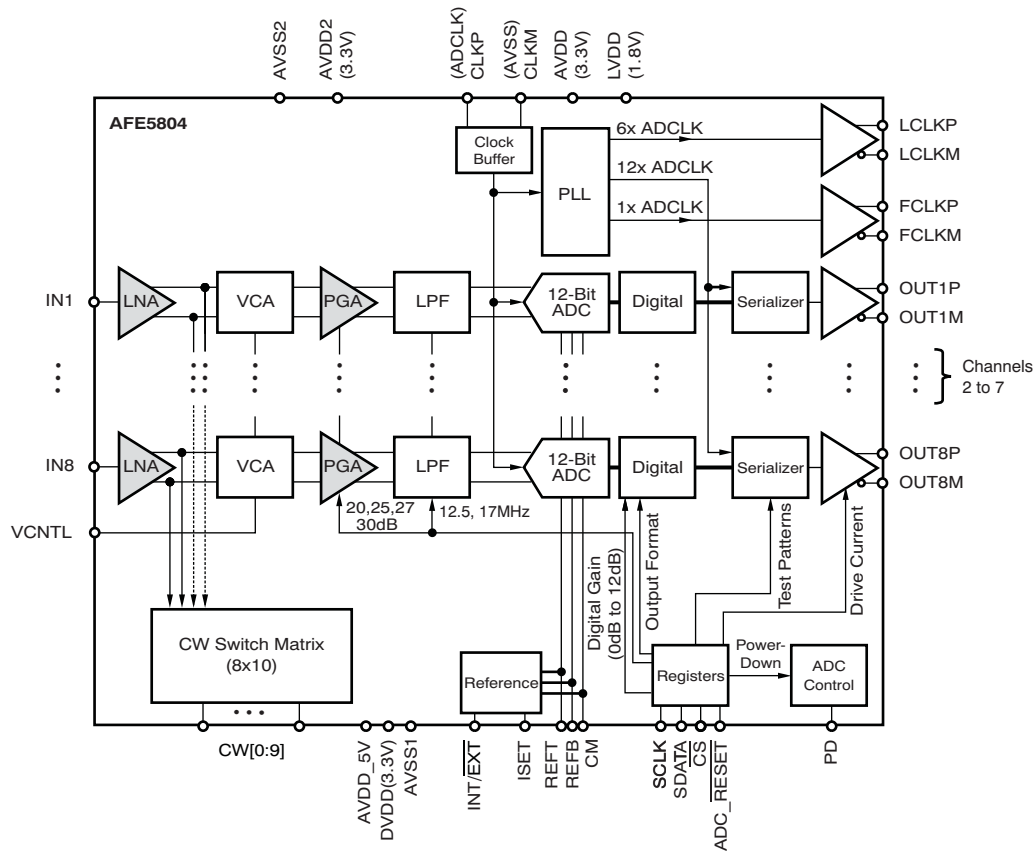 AVSS2
AVDD2
(3.3V)
(ADCLK)
CLKP
(AVSS)
CLKM
AVDD
(3.3V)
LVDD
(1.8V)
AFE5804
Clock
Buffer
PLL
6x ADCLK
12x ADCLK
1x ADCLK
LCLKP
LCLKM
FCLKP
FCLKM
IN1
LNA
VCA
PGA
LPF
12-Bit
ADC
Digital
Serializer
OUT1P
OUT1M
Channels
2 to 7
IN8
LNA
VCA
PGA
LPF
12-Bit
ADC
Digital
Serializer
OUT8P
OUT8M
VCNTL
20,25,27
30dB
12.5, 17MHz
Digital Gain
(0dB to 12dB)
Output Format
Test Patterns
Drive Current
CW Switch Matrix
(8x10)
Reference
Registers
Power-
Down
ADC
Control
CW[0:9]
AVDD_5V
DVDD(3.3V)
AVSS1
INT/EXT
ISET
REFT
REFB
CM
SCLK
SDATA
CS
ADC_RESET
PD